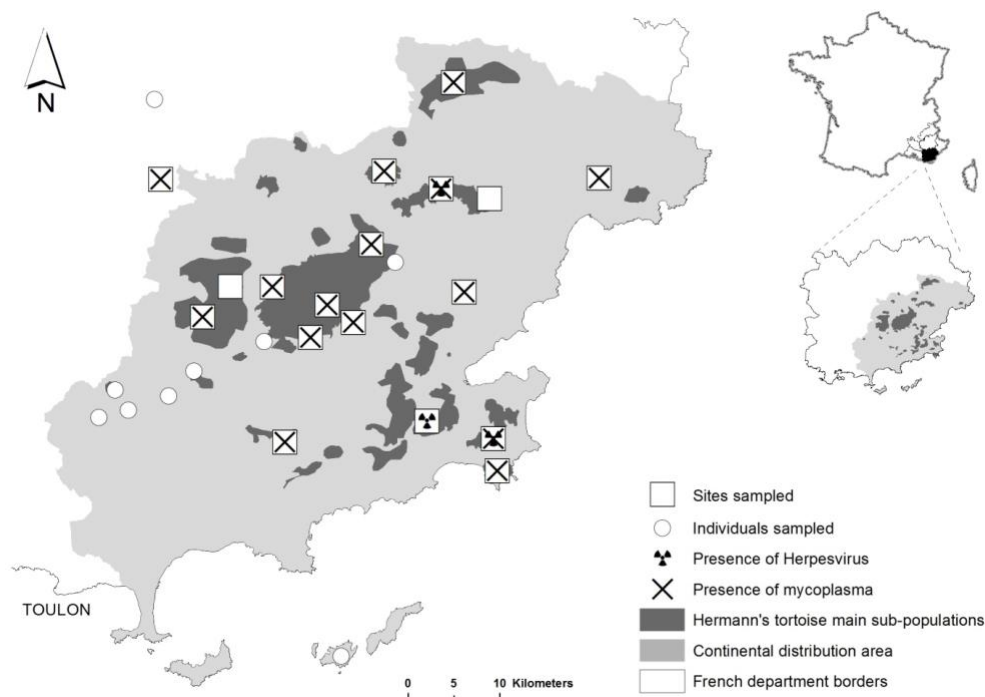 N
TOULON
0 5 10 Kilometers
Sites sampled
Individuals sampled
Presence of Herpesvirus
Presence of mycoplasma
Hermann's tortoise main sub-populations
Continental distribution area
French department borders